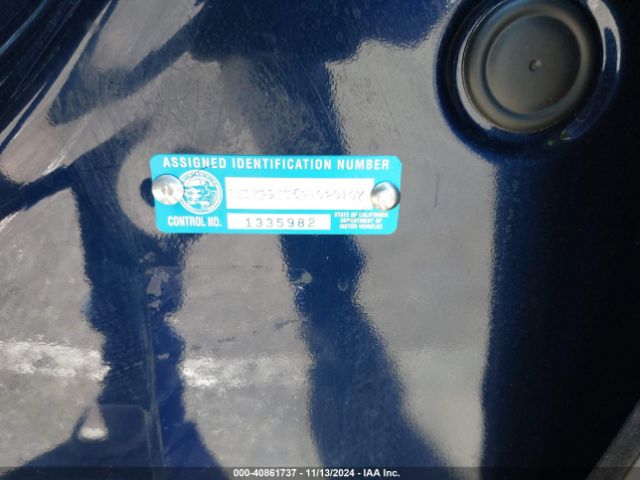 ASSIGNED IDENTIFICATION NUMBER
CONTROL NO. 1335982
STATE OF CALIFORNIA
DEPARTMENT OF
MOTOR VEHICLES
000-40861737 - 11/13/2024 - IAA Inc.